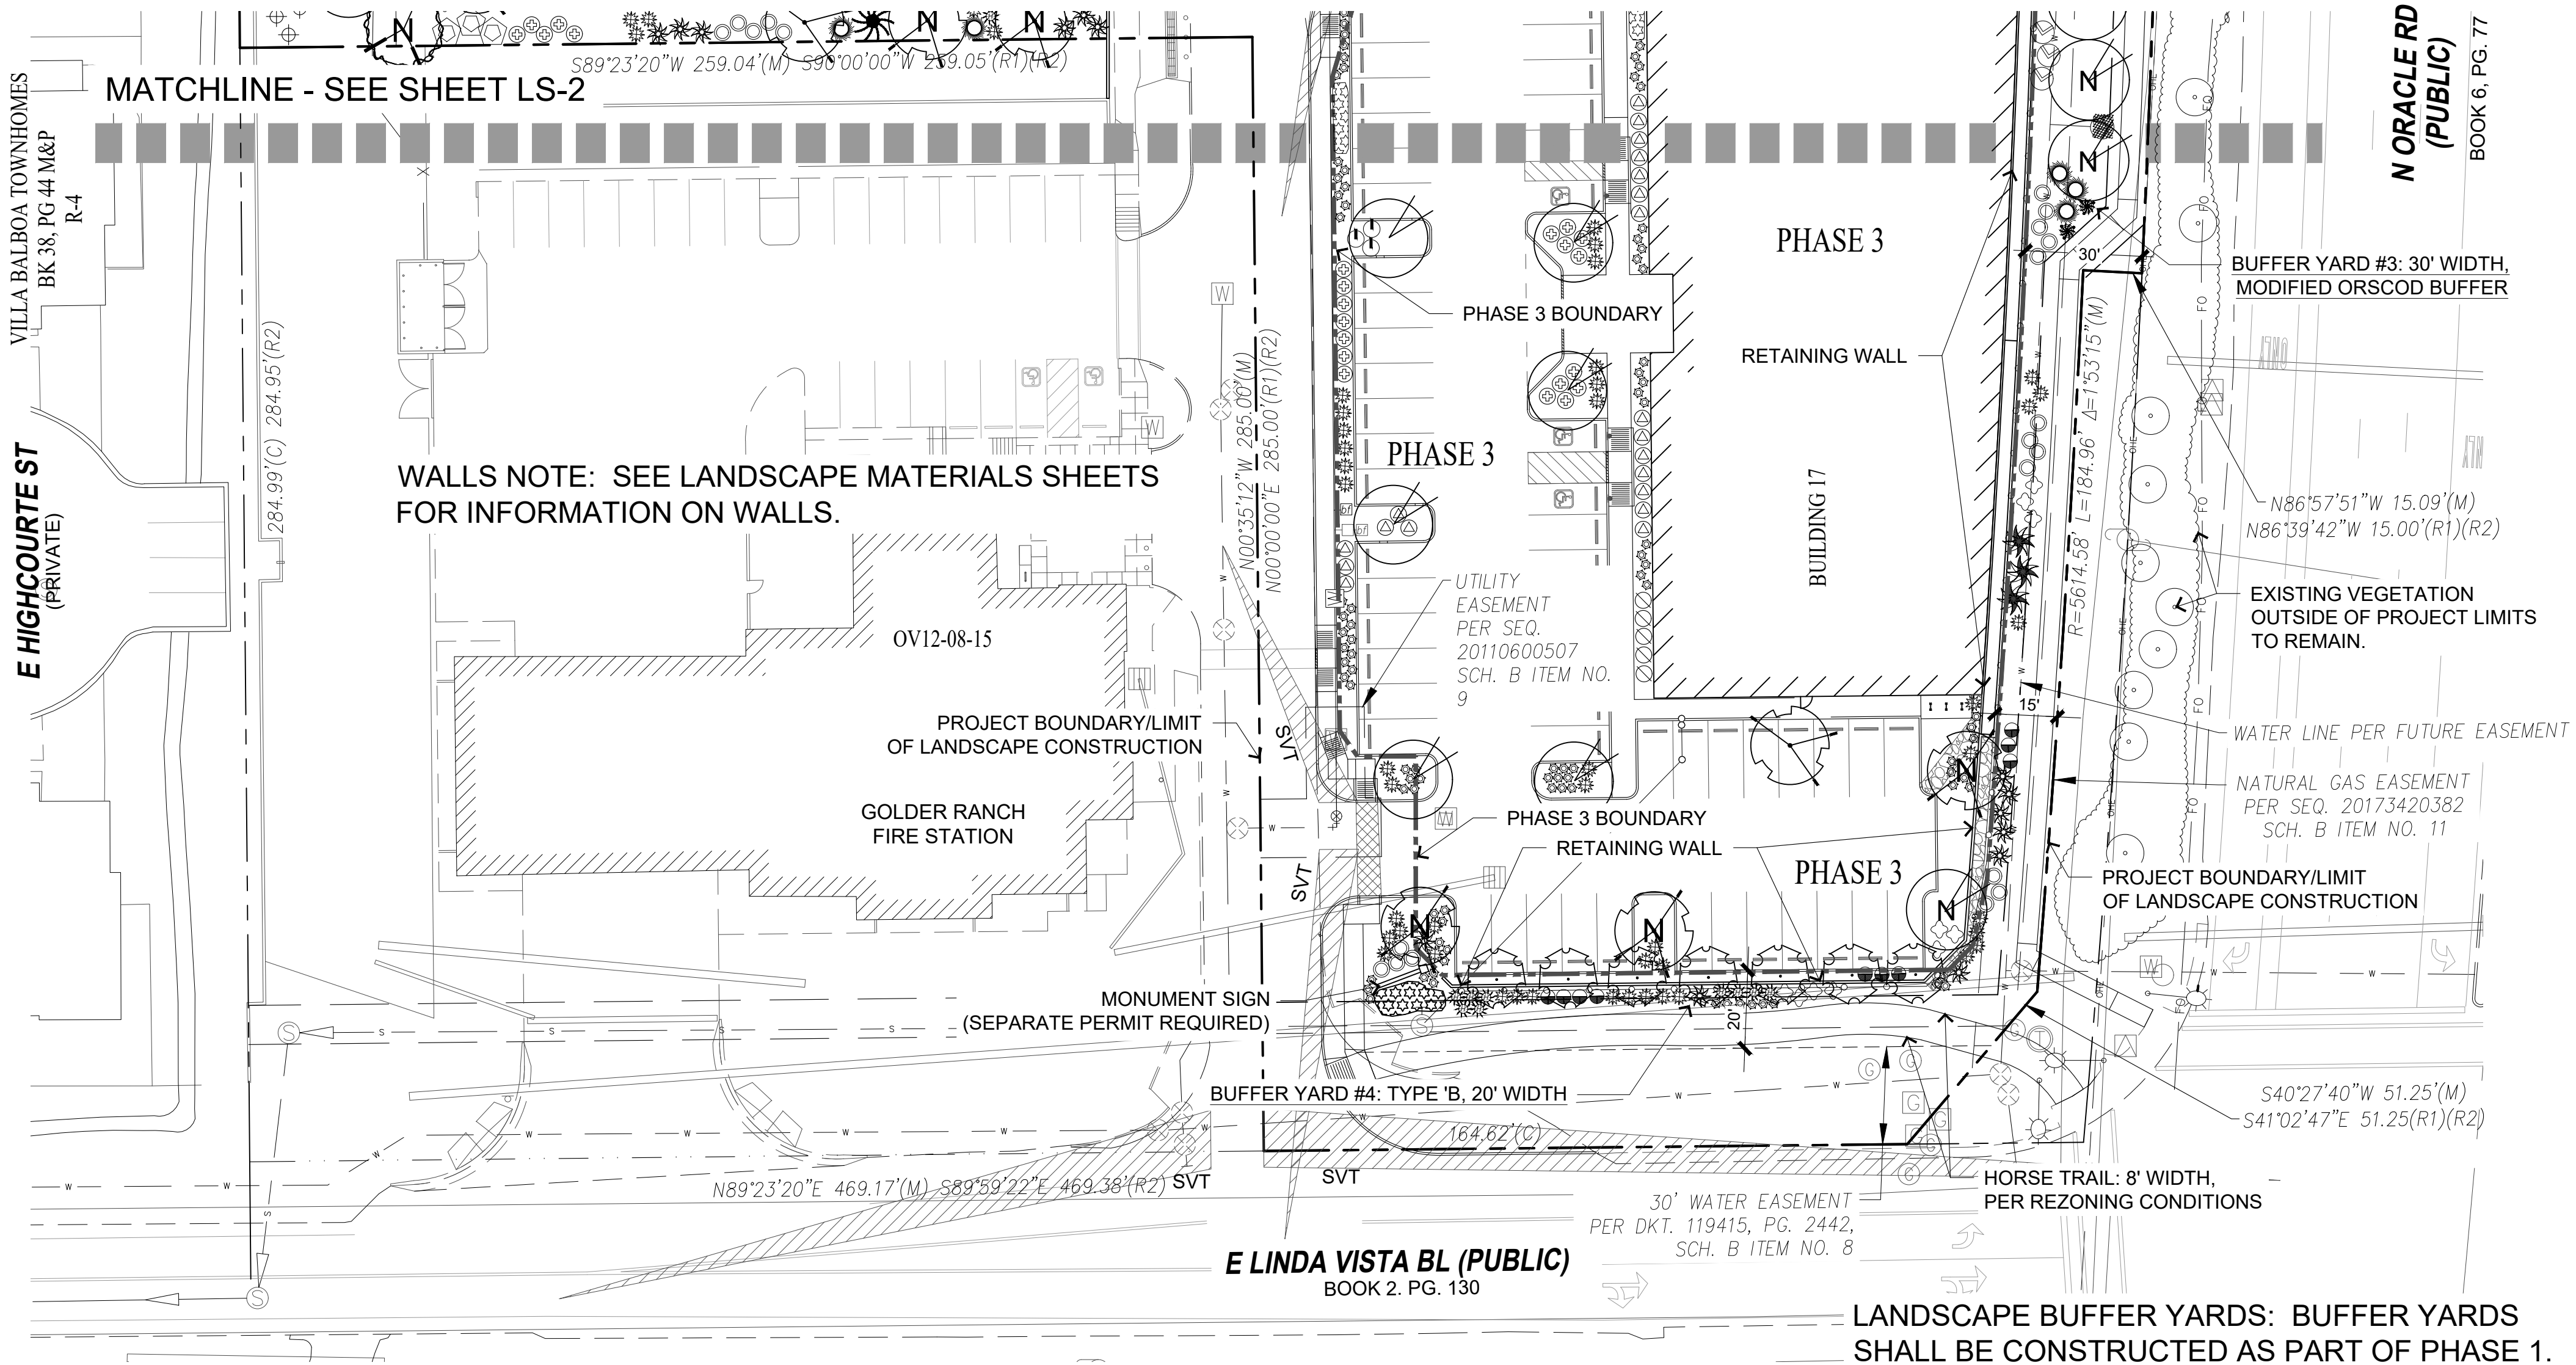 S89°23'20"W 259.04'(M) S90°00'00"W 259.05'(R1)(R2)
MATCHLINE - SEE SHEET LS-2
VILLA BALBOA TOWNHOMES
BK 38, PG 44 M&P
R-4
N ORACLE RD
(PUBLIC)
BOOK 6, PG. 77
PHASE 3
30'
BUFFER YARD #3: 30' WIDTH,
MODIFIED ORSCOD BUFFER
PHASE 3 BOUNDARY
RETAINING WALL
284.99'(C) 284.95'(R2)
N00°35'12"W 285.00'(M)
N00°00'00"E 285.00'(R1)(R2)
R=5614.58' L=184.96' Δ=1°53'15"(M)
ONLY
E HIGHCOURTE ST
(PRIVATE)
WALLS NOTE: SEE LANDSCAPE MATERIALS SHEETS
FOR INFORMATION ON WALLS.
PHASE 3
BUILDING 17
N86°57'51"W 15.09'(M)
N86°39'42"W 15.00'(R1)(R2)
UTILITY
EASEMENT
PER SEQ.
20110600507
SCH. B ITEM NO.
9
EXISTING VEGETATION
OUTSIDE OF PROJECT LIMITS
TO REMAIN.
OV12-08-15
PROJECT BOUNDARY/LIMIT
OF LANDSCAPE CONSTRUCTION
SVT
15'
WATER LINE PER FUTURE EASEMENT
NATURAL GAS EASEMENT
PER SEQ. 20173420382
SCH. B ITEM NO. 11
GOLDER RANCH
FIRE STATION
PHASE 3 BOUNDARY
RETAINING WALL
PHASE 3
SVT
PROJECT BOUNDARY/LIMIT
OF LANDSCAPE CONSTRUCTION
MONUMENT SIGN
(SEPARATE PERMIT REQUIRED)
20'
BUFFER YARD #4: TYPE 'B, 20' WIDTH
164.62'(C)
S40°27'40"W 51.25'(M)
S41°02'47"E 51.25(R1)(R2)
N89°23'20"E 469.17'(M) S89°59'22"E 469.38'(R2)
SVT
SVT
HORSE TRAIL: 8' WIDTH,
PER REZONING CONDITIONS
30' WATER EASEMENT
PER DKT. 119415, PG. 2442,
SCH. B ITEM NO. 8
E LINDA VISTA BL (PUBLIC)
BOOK 2. PG. 130
LANDSCAPE BUFFER YARDS: BUFFER YARDS
SHALL BE CONSTRUCTED AS PART OF PHASE 1.